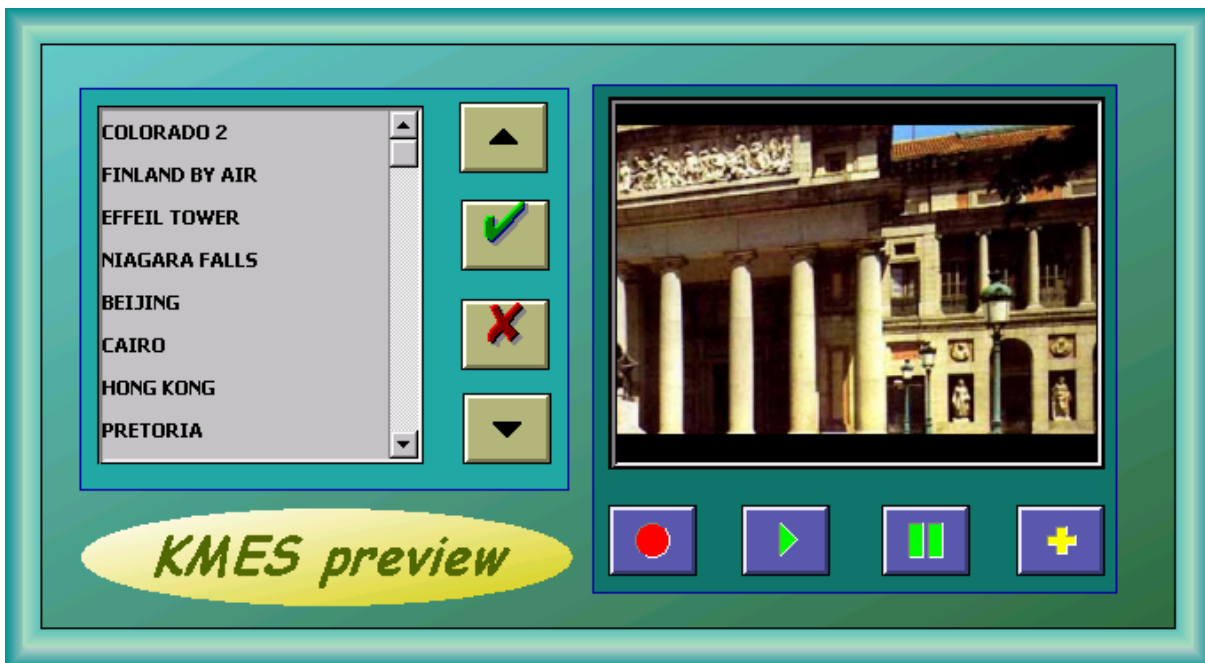 COLORADO 2
FINLAND BY AIR
EFFEIL TOWER
NIAGARA FALLS
BEIJING
CAIRO
HONG KONG
PRETORIA
KMES preview